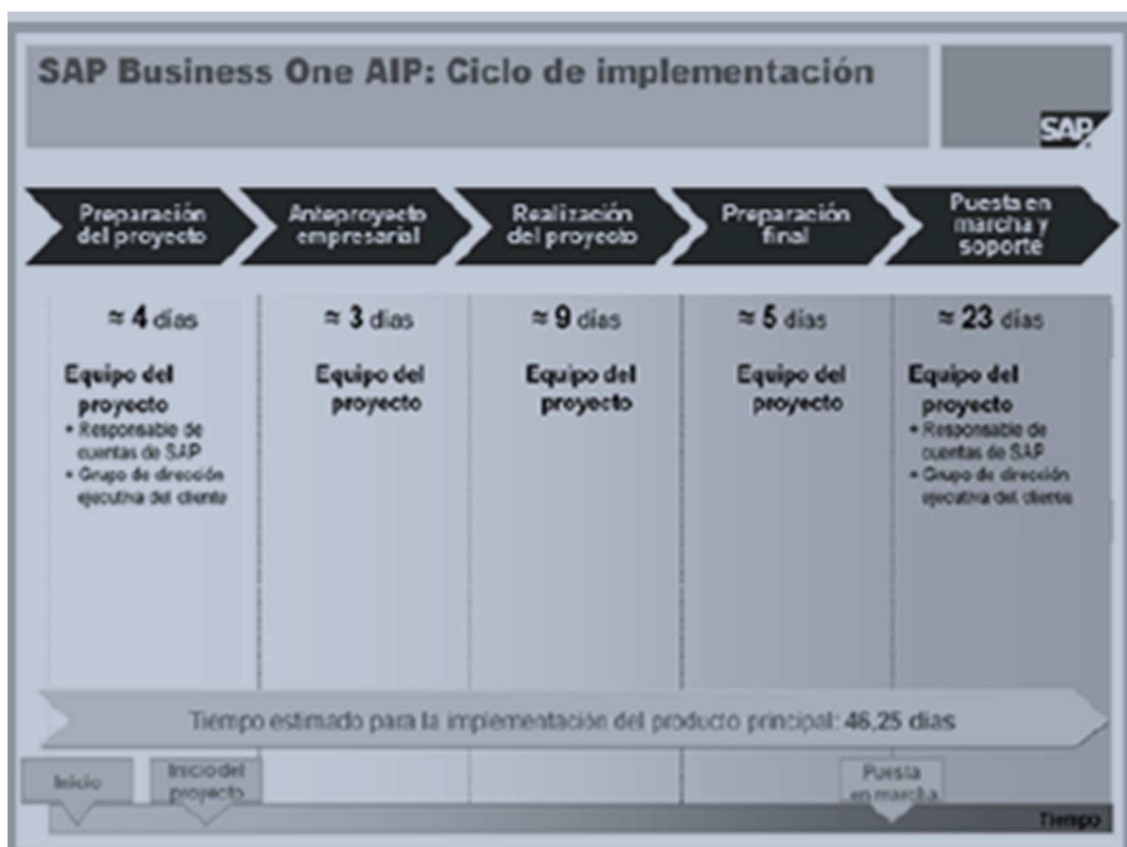 SAP Business One AIP: Ciclo de implementación
SAP
Preparación
del proyecto
Anteproyecto
empresarial
Realización
del proyecto
Preparación
final
Puesta en
marcha y
soporte
≈ 4 días
Equipo del
proyecto
• Responsable de
cuentas de SAP
• Grupo de dirección
ejecutiva del cliente
≈ 3 días
Equipo del
proyecto
≈ 9 días
Equipo del
proyecto
≈ 5 días
Equipo del
proyecto
≈ 23 días
Equipo del
proyecto
• Responsable de
cuentas de SAP
• Grupo de dirección
ejecutiva del cliente
Tiempo estimado para la implementación del producto principal: 46,25 días
Inicio
Inicio del
proyecto
Puesta
en marcha
Tiempo